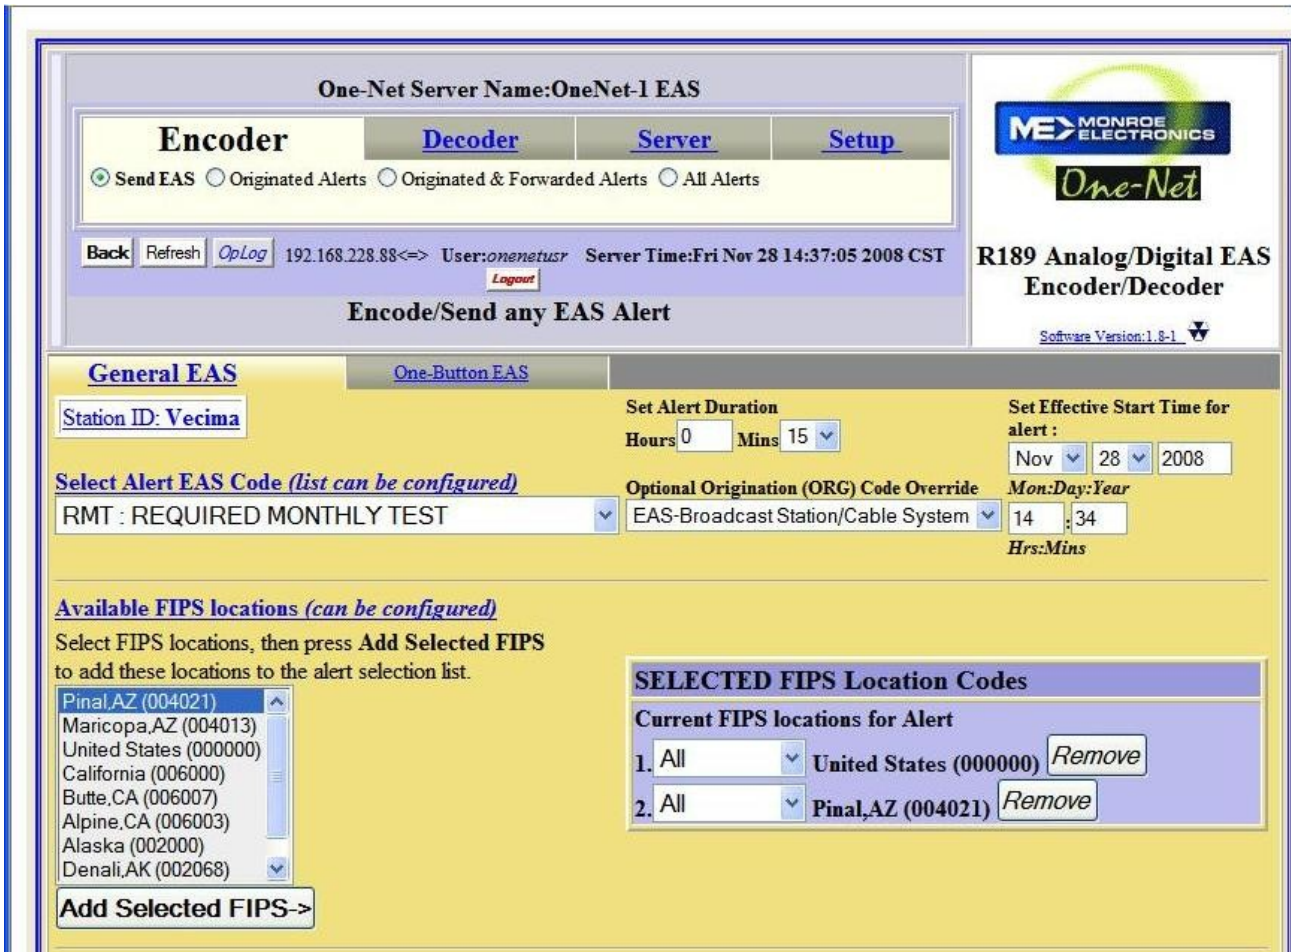 One-Net Server Name:OneNet-1 EAS
Encoder Decoder Server Setup
Send EAS Originated Alerts Originated & Forwarded Alerts All Alerts
Back Refresh OpLog 192.168.228.88<=> User:onenetusr Server Time:Fri Nov 28 14:37:05 2008 CST
Logout
Encode/Send any EAS Alert
ME MONROE ELECTRONICS
One-Net
R189 Analog/Digital EAS
Encoder/Decoder
Software Version:1.8-1
General EAS One-Button EAS
Station ID: Vecima
Set Alert Duration
Hours 0 Mins 15
Set Effective Start Time for
alert :
Nov 28 2008
Mon:Day:Year
14 : 34
Hrs:Mins
Select Alert EAS Code (list can be configured)
RMT : REQUIRED MONTHLY TEST
Optional Origination (ORG) Code Override
EAS-Broadcast Station/Cable System
Available FIPS locations (can be configured)
Select FIPS locations, then press Add Selected FIPS
to add these locations to the alert selection list.
Pinal,AZ (004021)
Maricopa,AZ (004013)
United States (000000)
California (006000)
Butte,CA (006007)
Alpine,CA (006003)
Alaska (002000)
Denali,AK (002068)
Add Selected FIPS->
SELECTED FIPS Location Codes
Current FIPS locations for Alert
1. All United States (000000) Remove
2. All Pinal,AZ (004021) Remove